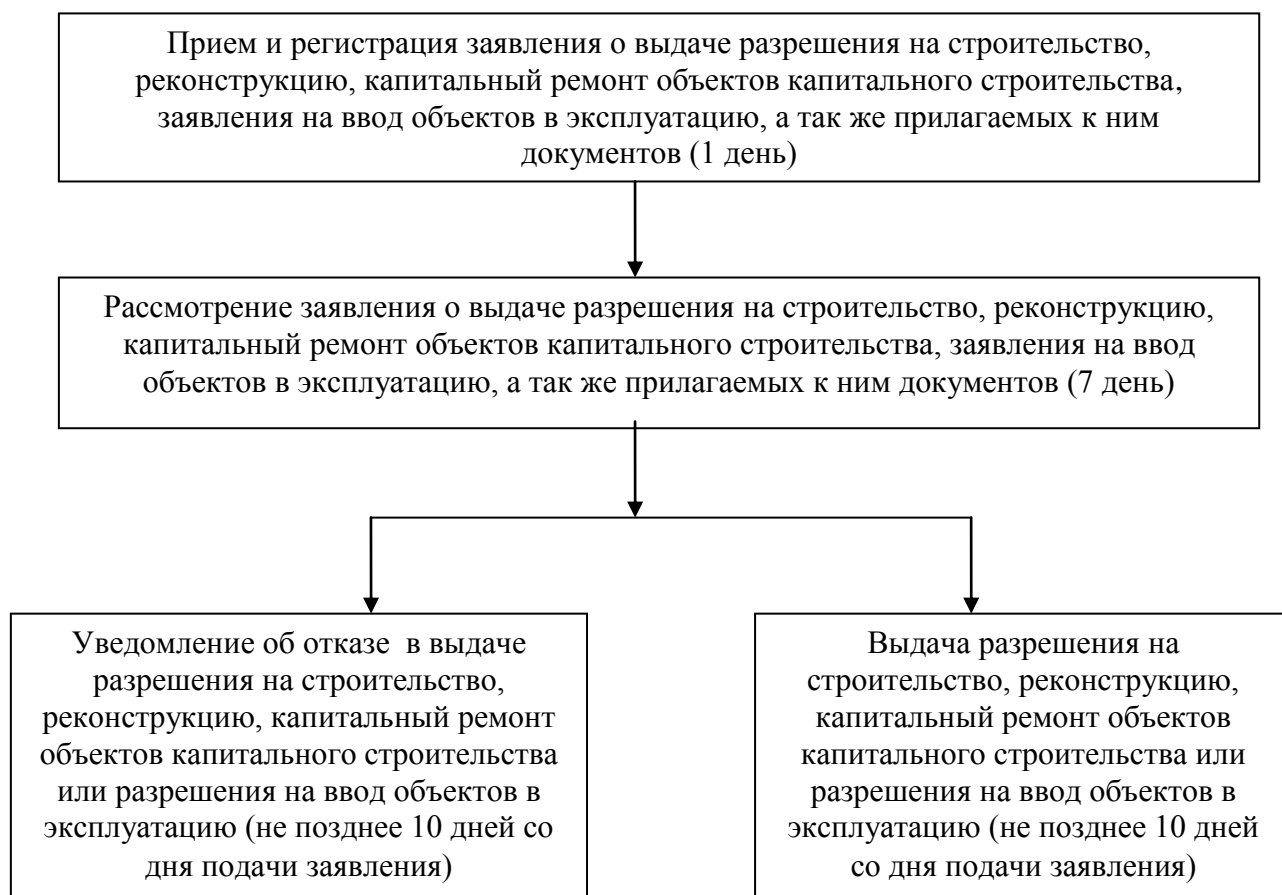 Прием и регистрация заявления о выдаче разрешения на строительство,
реконструкцию, капитальный ремонт объектов капитального строительства,
заявления на ввод объектов в эксплуатацию, а так же прилагаемых к ним
документов (1 день)
Рассмотрение заявления о выдаче разрешения на строительство, реконструкцию,
капитальный ремонт объектов капитального строительства, заявления на ввод
объектов в эксплуатацию, а так же прилагаемых к ним документов (7 день)
Уведомление об отказе  в выдаче
разрешения на строительство,
реконструкцию, капитальный ремонт
объектов капитального строительства
или разрешения на ввод объектов в
эксплуатацию (не позднее 10 дней со
дня подачи заявления)
Выдача разрешения на
строительство, реконструкцию,
капитальный ремонт объектов
капитального строительства или
разрешения на ввод объектов в
эксплуатацию (не позднее 10 дней
со дня подачи заявления)